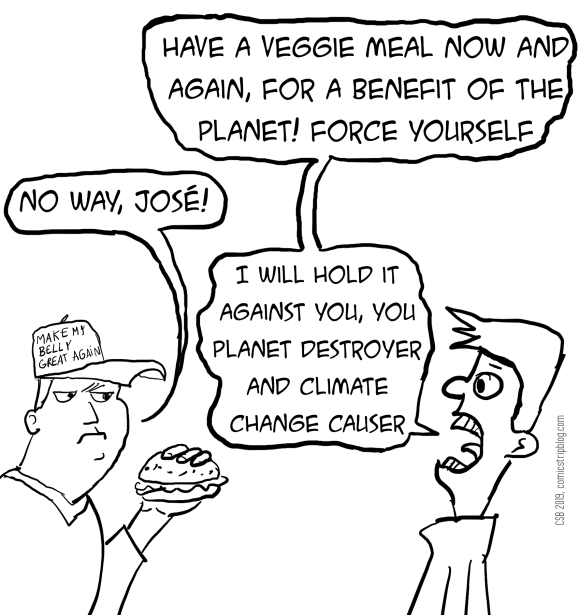 HAVE A VEGGIE MEAL NOW AND
AGAIN, FOR A BENEFIT OF THE
PLANET! FORCE YOURSELF
NO WAY, JOSÉ!
I WILL HOLD IT
AGAINST YOU, YOU
PLANET DESTROYER
AND CLIMATE
CHANGE CAUSER
MAKE MY
BELLY
GREAT AGAIN
CSB 2019, comicstripblog.com